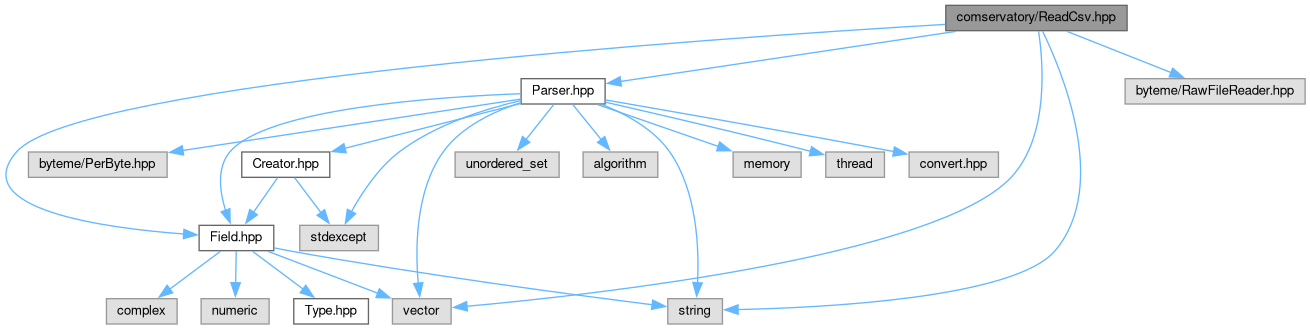 comservatory/ReadCsv.hpp
Parser.hpp
byteme/RawFileReader.hpp
byteme/PerByte.hpp
Creator.hpp
unordered_set
algorithm
memory
thread
convert.hpp
Field.hpp
stdexcept
complex
numeric
Type.hpp
vector
string